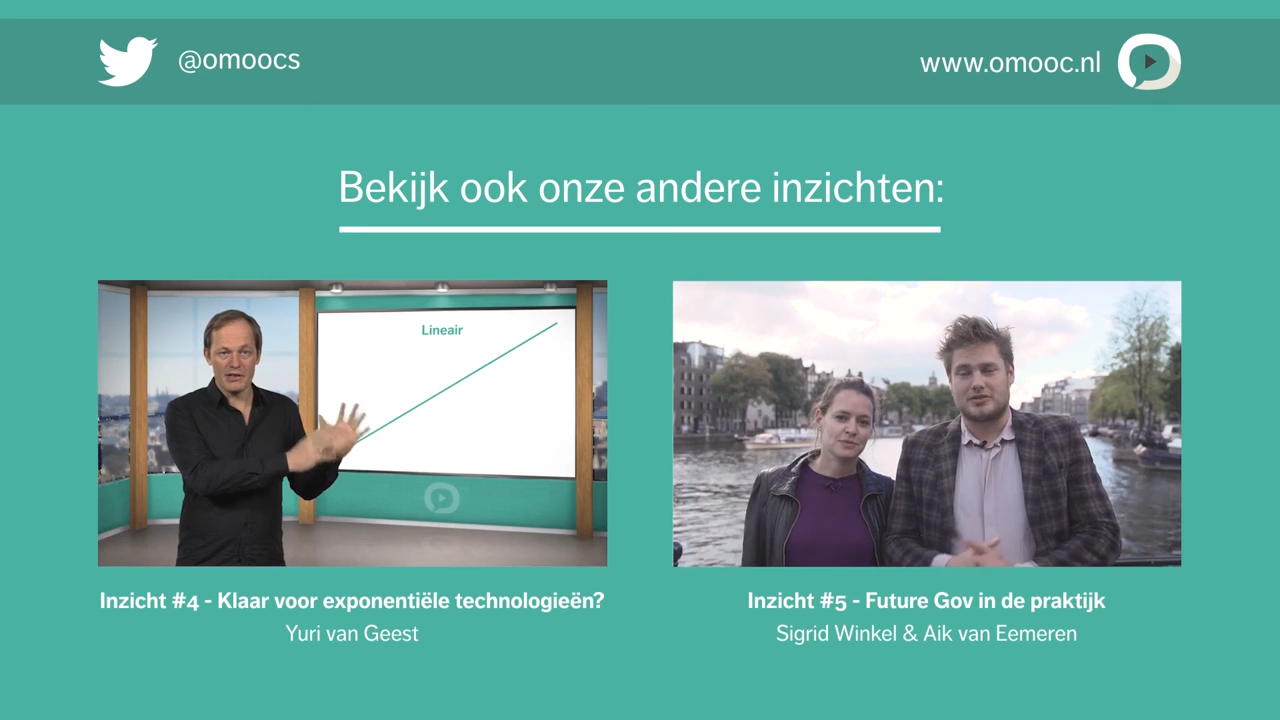 @omoocs
www.omooc.nl
Bekijk ook onze andere inzichten:
Lineair
Inzicht #4 - Klaar voor exponentiële technologieën?
Yuri van Geest
Inzicht #5 - Future Gov in de praktijk
Sigrid Winkel & Aik van Eemeren